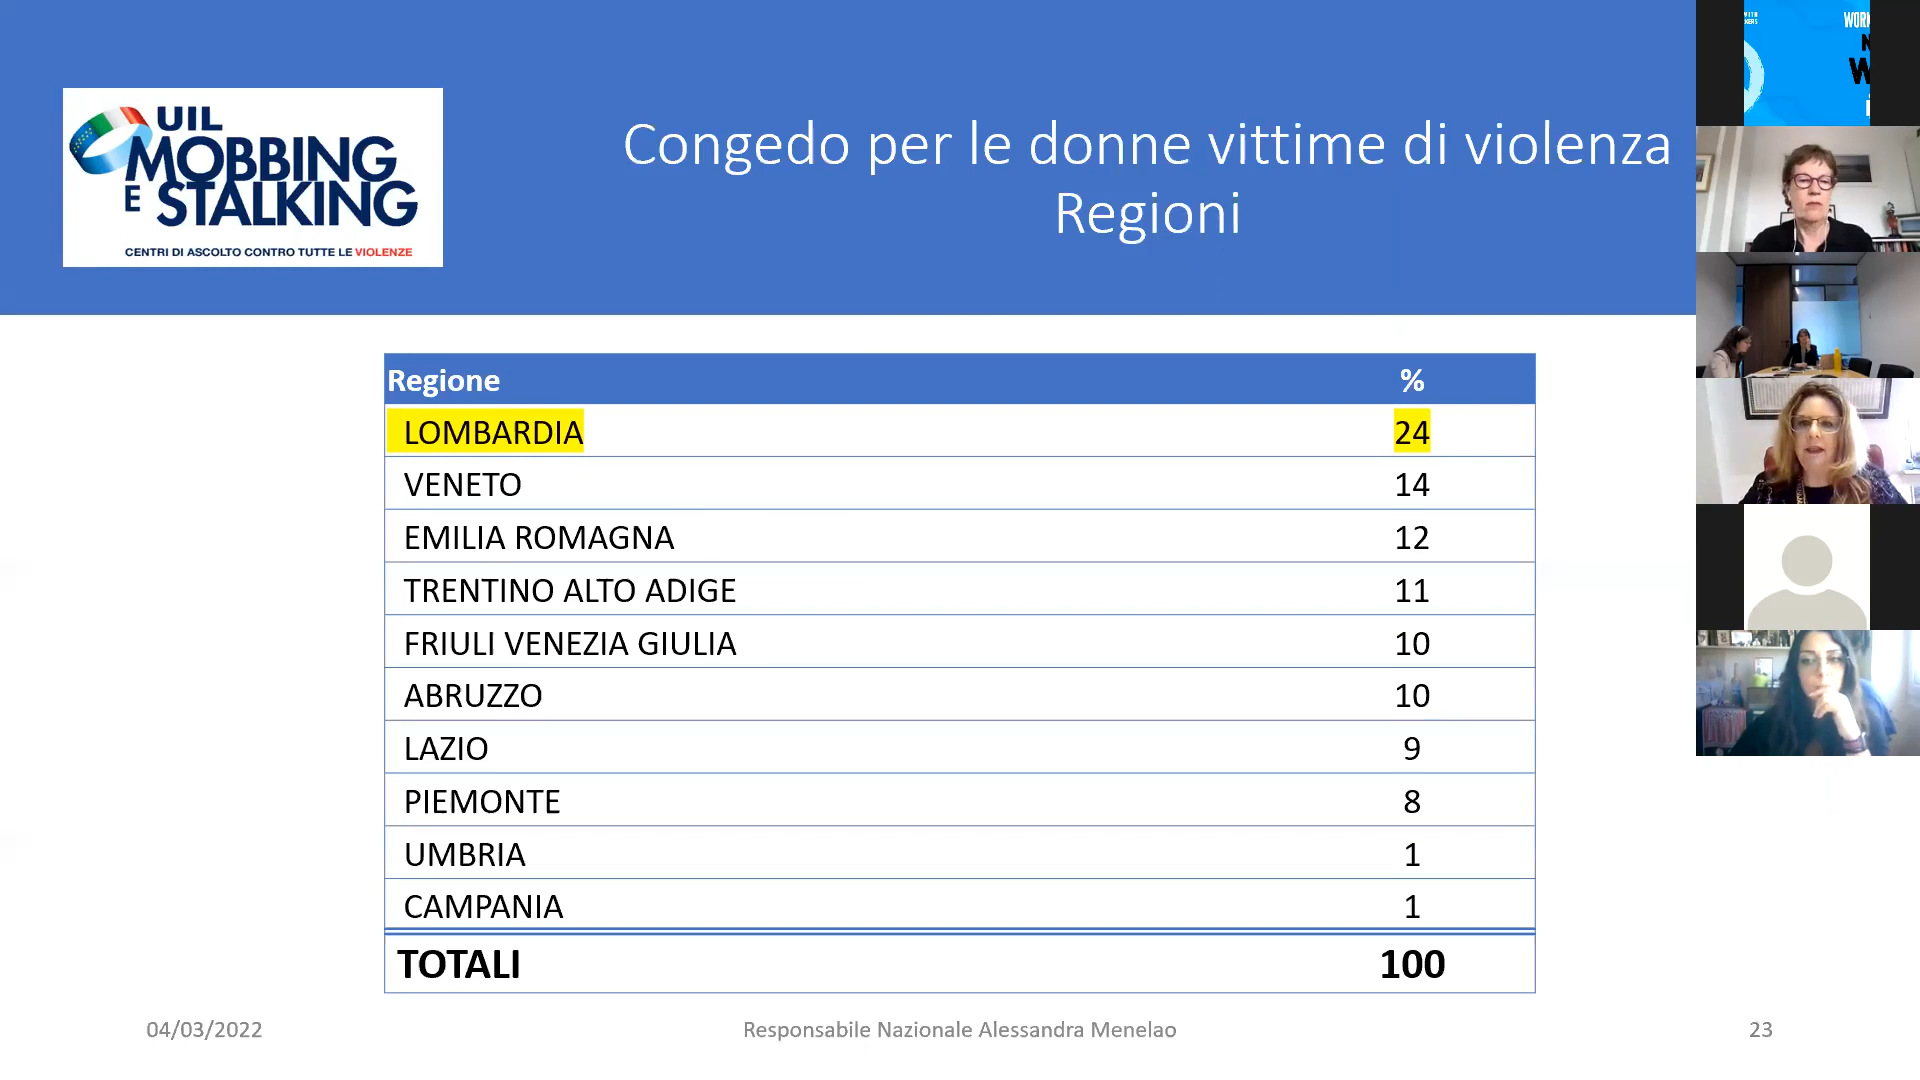 UIL
MOBBING
E STALKING
CENTRI DI ASCOLTO CONTRO TUTTE LE VIOLENZE
Congedo per le donne vittime di violenza
Regioni
Regione %
LOMBARDIA 24
VENETO 14
EMILIA ROMAGNA 12
TRENTINO ALTO ADIGE 11
FRIULI VENEZIA GIULIA 10
ABRUZZO 10
LAZIO 9
PIEMONTE 8
UMBRIA 1
CAMPANIA 1
TOTALI 100
04/03/2022 Responsabile Nazionale Alessandra Menelao 23